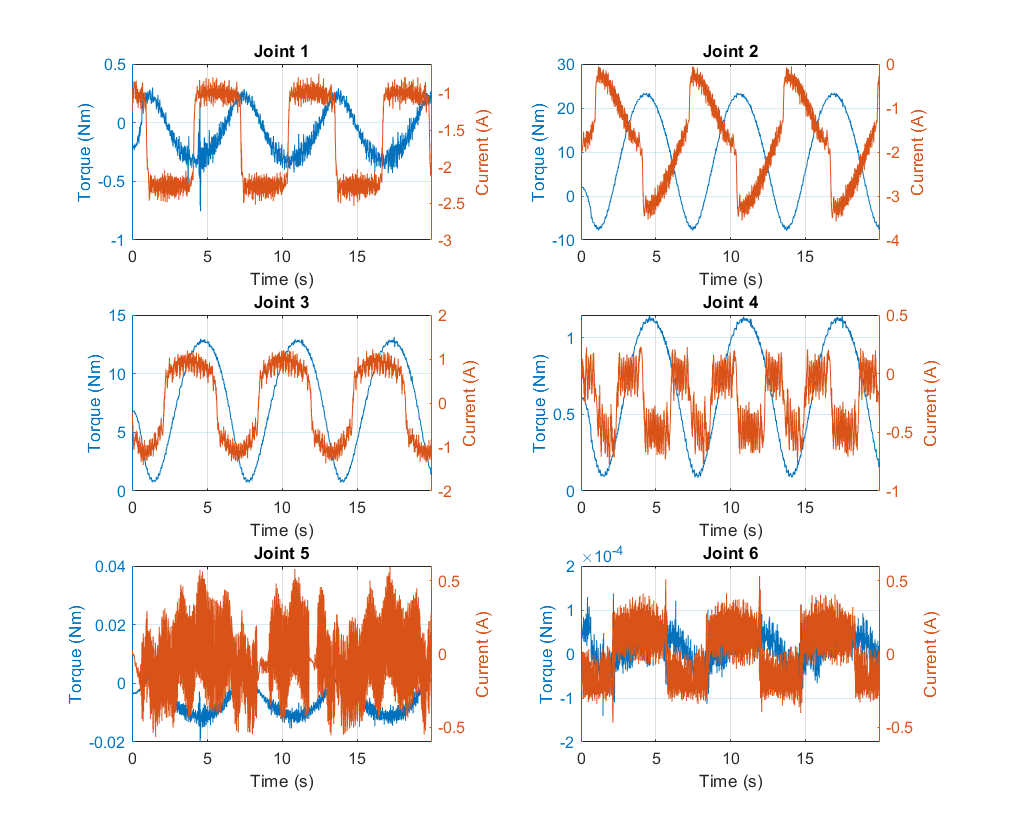 Joint 1
0.5
0
-0.5
-1
Torque (Nm)
-1
-1.5
-2
-2.5
-3
Current (A)
0 5 10 15
Time (s)
Joint 2
30
20
10
0
-10
Torque (Nm)
0
-1
-2
-3
-4
Current (A)
0 5 10 15
Time (s)
Joint 3
15
10
5
0
Torque (Nm)
2
1
0
-1
-2
Current (A)
0 5 10 15
Time (s)
Joint 4
1
0.5
0
Torque (Nm)
0.5
0
-0.5
-1
Current (A)
0 5 10 15
Time (s)
Joint 5
0.04
0.02
0
-0.02
Torque (Nm)
0.5
0
-0.5
Current (A)
0 5 10 15
Time (s)
Joint 6
×10-4
2
1
0
-1
-2
Torque (Nm)
0.5
0
-0.5
Current (A)
0 5 10 15
Time (s)